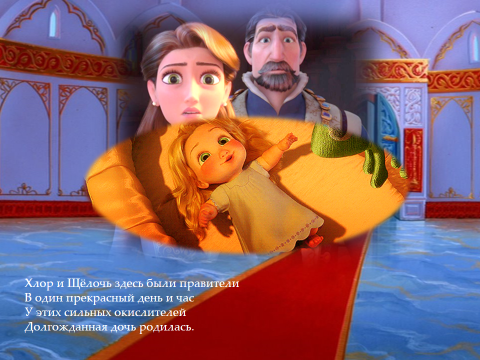 Хлор и Щёлочь здесь были правители
В один прекрасный день и час
У этих сильных окислителей
Долгожданная дочь родилась.